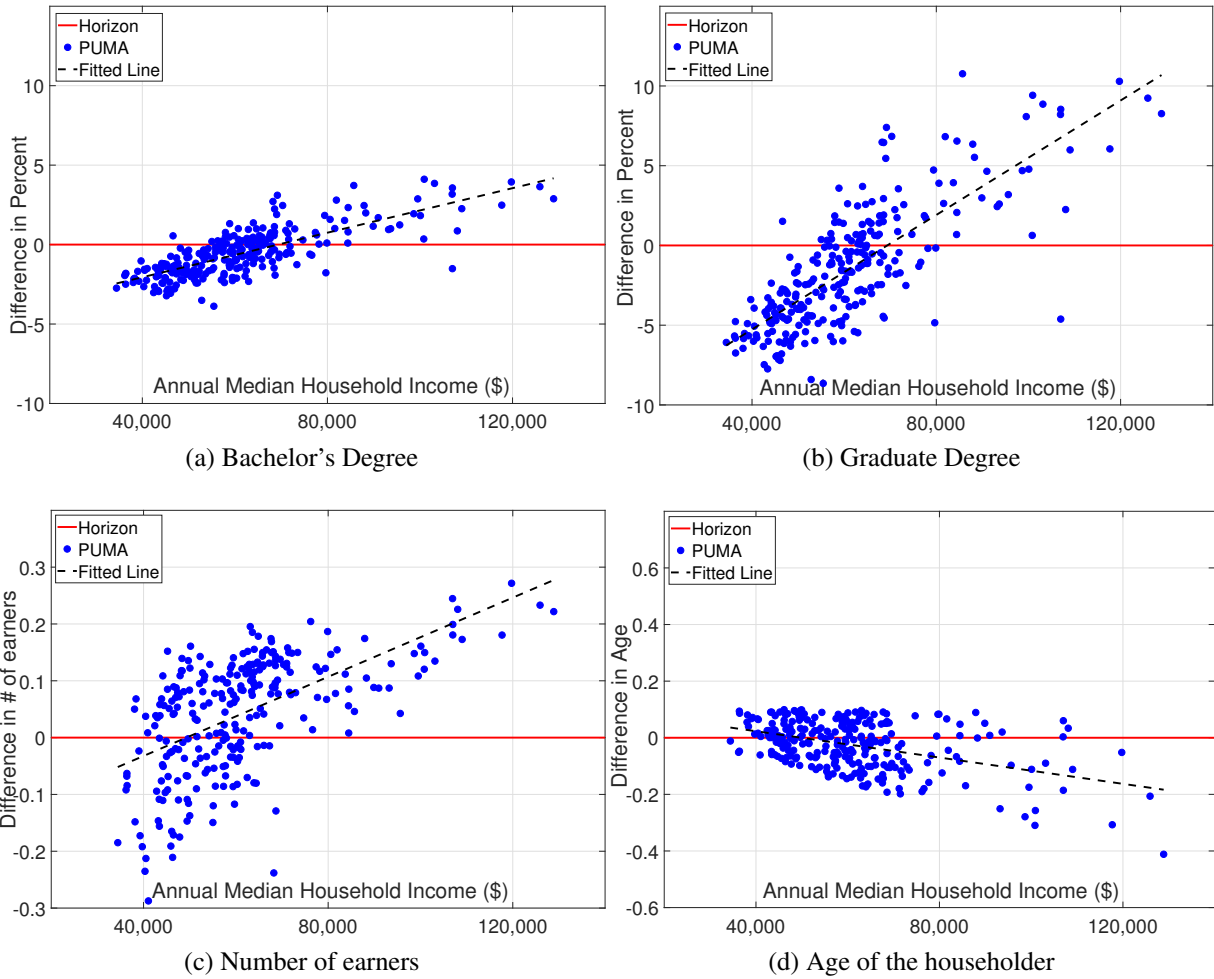 Horizon
PUMA
Fitted Line
10
5
0
-5
-10
Difference in Percent
Annual Median Household Income ($)
40,000 80,000 120,000
(a) Bachelor's Degree
Horizon
PUMA
Fitted Line
10
5
0
-5
-10
Difference in Percent
Annual Median Household Income ($)
40,000 80,000 120,000
(b) Graduate Degree
Horizon
PUMA
Fitted Line
0.3
0.2
0.1
0
-0.1
-0.2
-0.3
Difference in # of earners
Annual Median Household Income ($)
40,000 80,000 120,000
(c) Number of earners
Horizon
PUMA
Fitted Line
0.6
0.4
0.2
0
-0.2
-0.4
-0.6
Difference in Age
Annual Median Household Income ($)
40,000 80,000 120,000
(d) Age of the householder